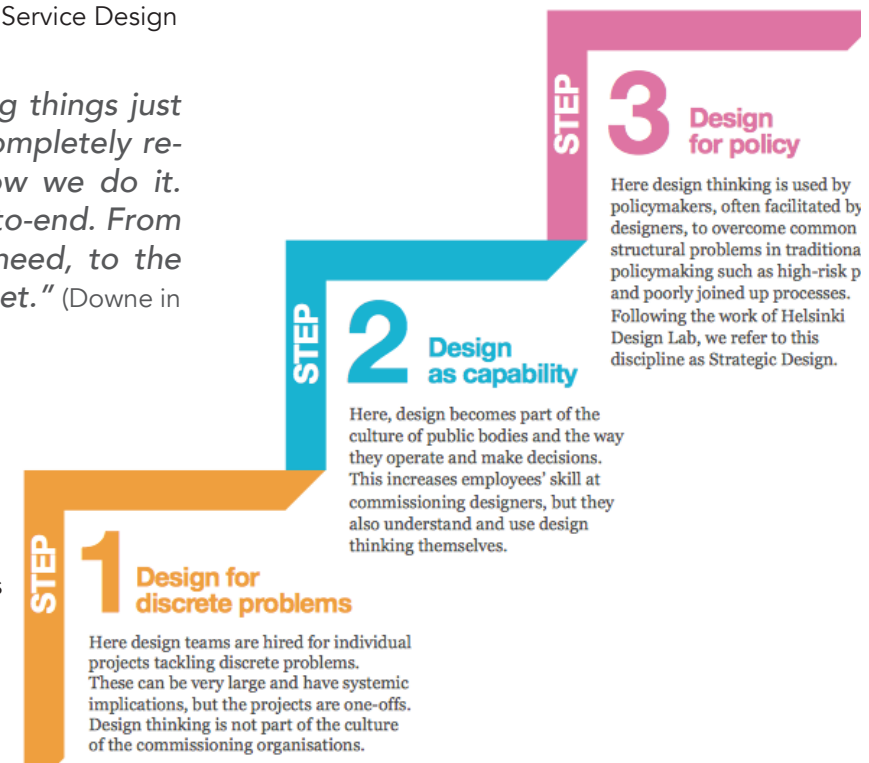 Service Design
g things just
ompletely re-
ow we do it.
to-end. From
need, to the
et." (Downe in
s
STEP
3
Design
for policy
Here design thinking is used by
policymakers, often facilitated by
designers, to overcome common
structural problems in traditiona
policymaking such as high-risk p
and poorly joined up processes.
Following the work of Helsinki
Design Lab, we refer to this
discipline as Strategic Design.
STEP
2
Design
as capability
Here, design becomes part of the
culture of public bodies and the way
they operate and make decisions.
This increases employees' skill at
commissioning designers, but they
also understand and use design
thinking themselves.
STEP
1
Design for
discrete problems
Here design teams are hired for individual
projects tackling discrete problems.
These can be very large and have systemic
implications, but the projects are one-offs.
Design thinking is not part of the culture
of the commissioning organisations.